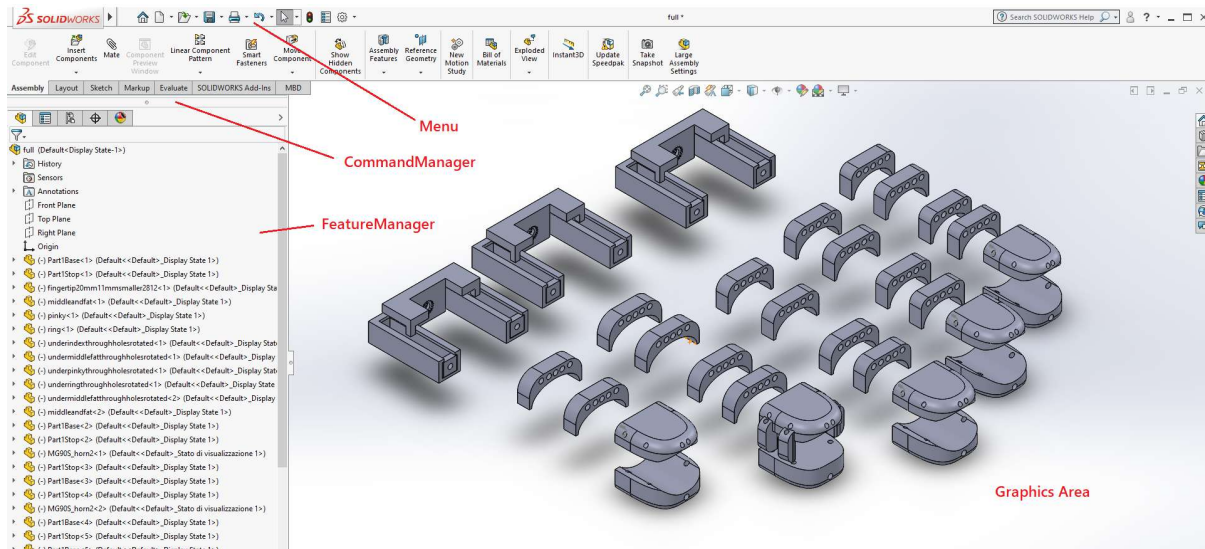 SOLIDWORKS
full *
Search SOLIDWORKS Help
Edit Component
Insert Components
Mate
Component Preview Window
Linear Component Pattern
Smart Fasteners
Move Component
Show Hidden Components
Assembly Features
Reference Geometry
New Motion Study
Bill of Materials
Exploded View
Instant3D
Update Speedpak
Take Snapshot
Large Assembly Settings
Assembly Layout Sketch Markup Evaluate SOLIDWORKS Add-Ins MBD
Menu
CommandManager
FeatureManager
Graphics Area
full (Default<Display State-1>)
History
Sensors
Annotations
Front Plane
Top Plane
Right Plane
Origin
(-) Part1Base<1> (Default<<Default>_Display State 1>)
(-) Part1Stop<1> (Default<<Default>_Display State 1>)
(-) fingertip20mm11mmsmaller2812<1> (Default<<Default>_Display Sta
(-) middleandfat<1> (Default<<Default>_Display State 1>)
(-) pinky<1> (Default<<Default>_Display State 1>)
(-) ring<1> (Default<<Default>_Display State 1>)
(-) underindexthroughholesrotated<1> (Default<<Default>_Display Stat
(-) undermiddlefatthroughholesrotated<1> (Default<<Default>_Display
(-) underpinkythroughholesrotated<1> (Default<<Default>_Display Stat
(-) underringthroughholesrotated<1> (Default<<Default>_Display State
(-) undermiddlefatthroughholesrotated<2> (Default<<Default>_Display
(-) middleandfat<2> (Default<<Default>_Display State 1>)
(-) Part1Base<2> (Default<<Default>_Display State 1>)
(-) Part1Stop<2> (Default<<Default>_Display State 1>)
(-) MG90S_horn2<1> (Default<<Default>_Stato di visualizzazione 1>)
(-) Part1Stop<3> (Default<<Default>_Display State 1>)
(-) Part1Base<3> (Default<<Default>_Display State 1>)
(-) Part1Stop<4> (Default<<Default>_Display State 1>)
(-) MG90S_horn2<2> (Default<<Default>_Stato di visualizzazione 1>)
(-) Part1Base<4> (Default<<Default>_Display State 1>)
(-) Part1Stop<5> (Default<<Default>_Display State 1>)